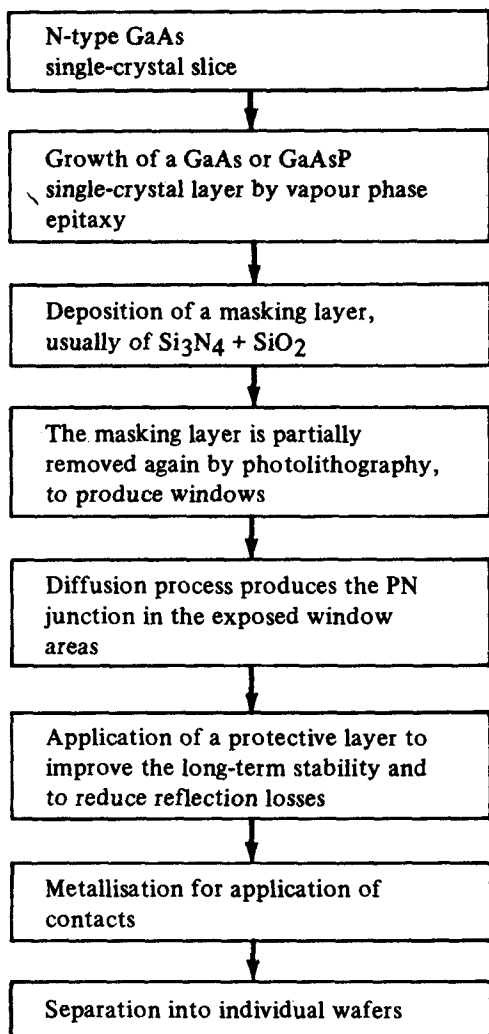 N-type GaAs
single-crystal slice
Growth of a GaAs or GaAsP
single-crystal layer by vapour phase
epitaxy
Deposition of a masking layer,
usually of Si₃N₄ + SiO₂
The masking layer is partially
removed again by photolithography,
to produce windows
Diffusion process produces the PN
junction in the exposed window
areas
Application of a protective layer to
improve the long-term stability and
to reduce reflection losses
Metallisation for application of
contacts
Separation into individual wafers